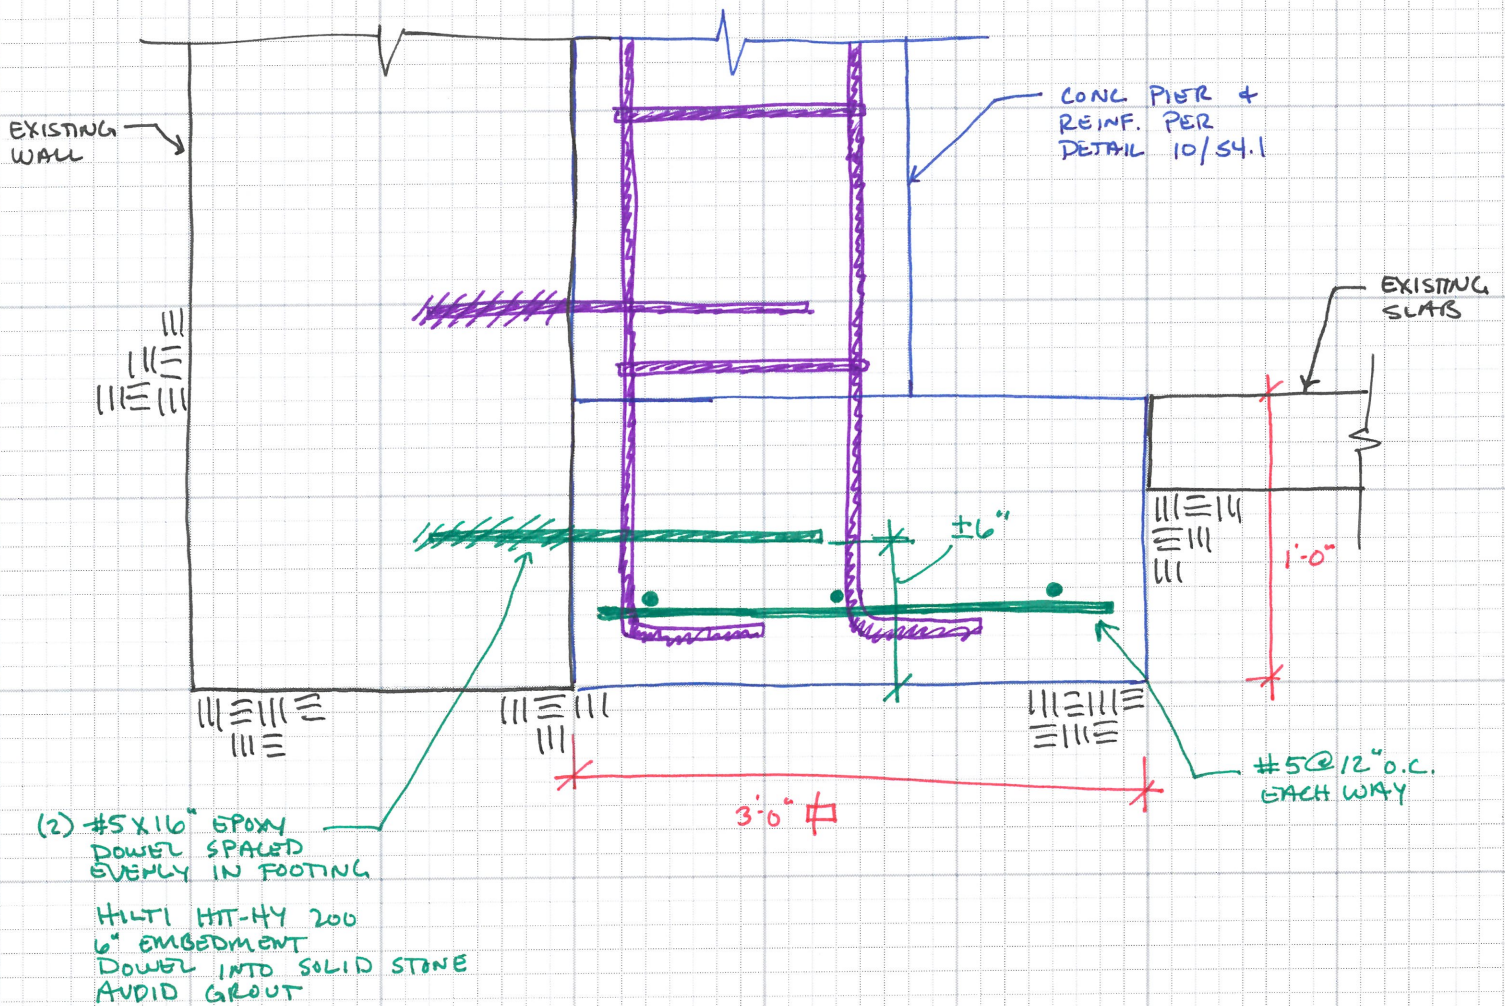 EXISTING
WALL
CONC PIER &
REINF. PER
DETAIL 10/S4.1
EXISTING
SLAB
±6"
1'-0"
3'-0"
#5@12"O.C.
EACH WAY
(2) #5X16" EPOXY
DOWEL SPACED
EVENLY IN FOOTING
HILTI HIT-HY 200
6" EMBEDMENT
DOWEL INTO SOLID STONE
AVOID GROUT